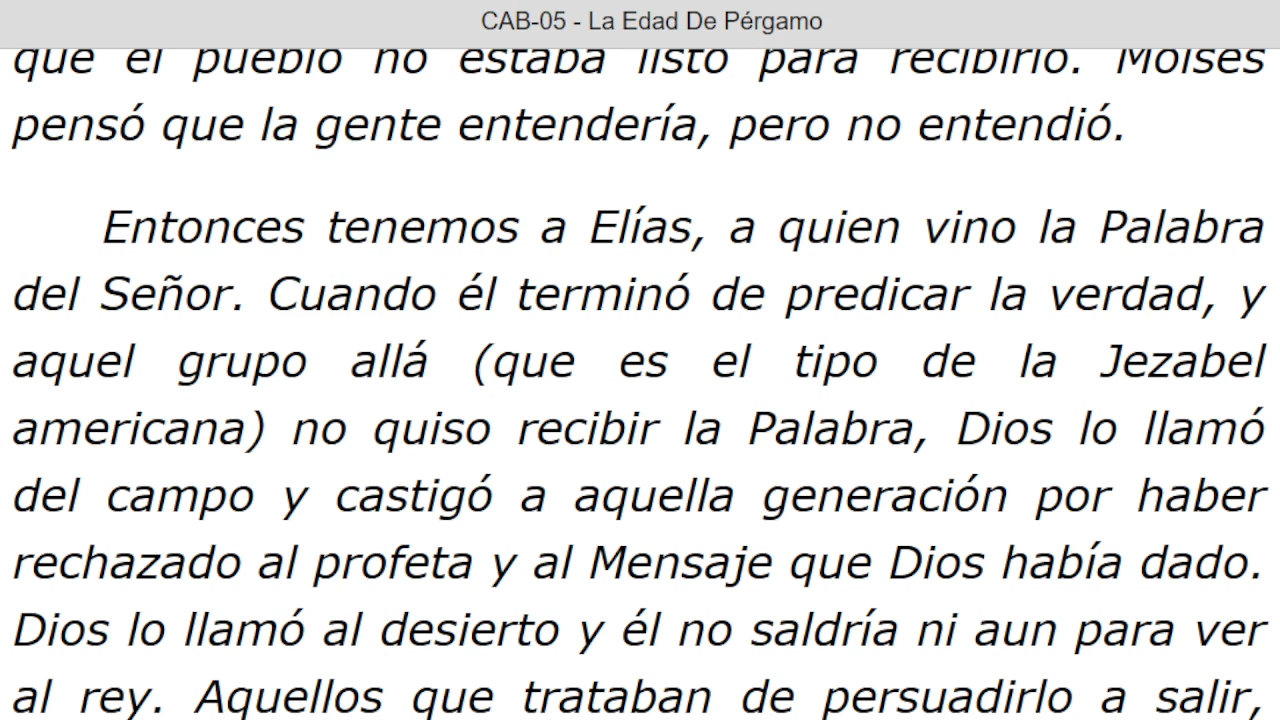 CAB-05 - La Edad De Pérgamo
que el pueblo no estaba listo para recibirlo. Moisés
pensó que la gente entendería, pero no entendió.
Entonces tenemos a Elías, a quien vino la Palabra
del Señor. Cuando él terminó de predicar la verdad, y
aquel grupo allá (que es el tipo de la Jezabel
americana) no quiso recibir la Palabra, Dios lo llamó
del campo y castigó a aquella generación por haber
rechazado al profeta y al Mensaje que Dios había dado.
Dios lo llamó al desierto y él no saldría ni aun para ver
al rey. Aquellos que trataban de persuadirlo a salir,